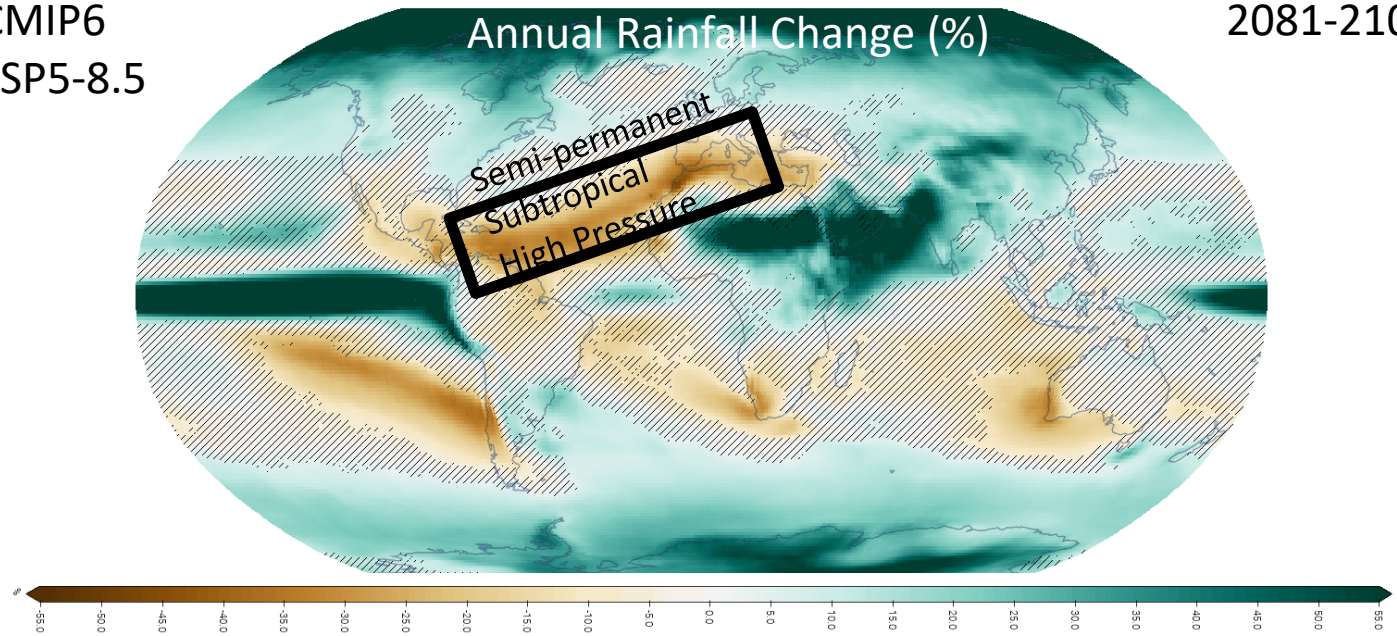 CMIP6
SP5-8.5
Annual Rainfall Change (%)
2081-210
Semi-permanent
Subtropical
High Pressure
%
-55.0 -50.0 -45.0 -40.0 -35.0 -30.0 -25.0 -20.0 -15.0 -10.0 -5.0 0.0 5.0 10.0 15.0 20.0 25.0 30.0 35.0 40.0 45.0 50.0 55.0